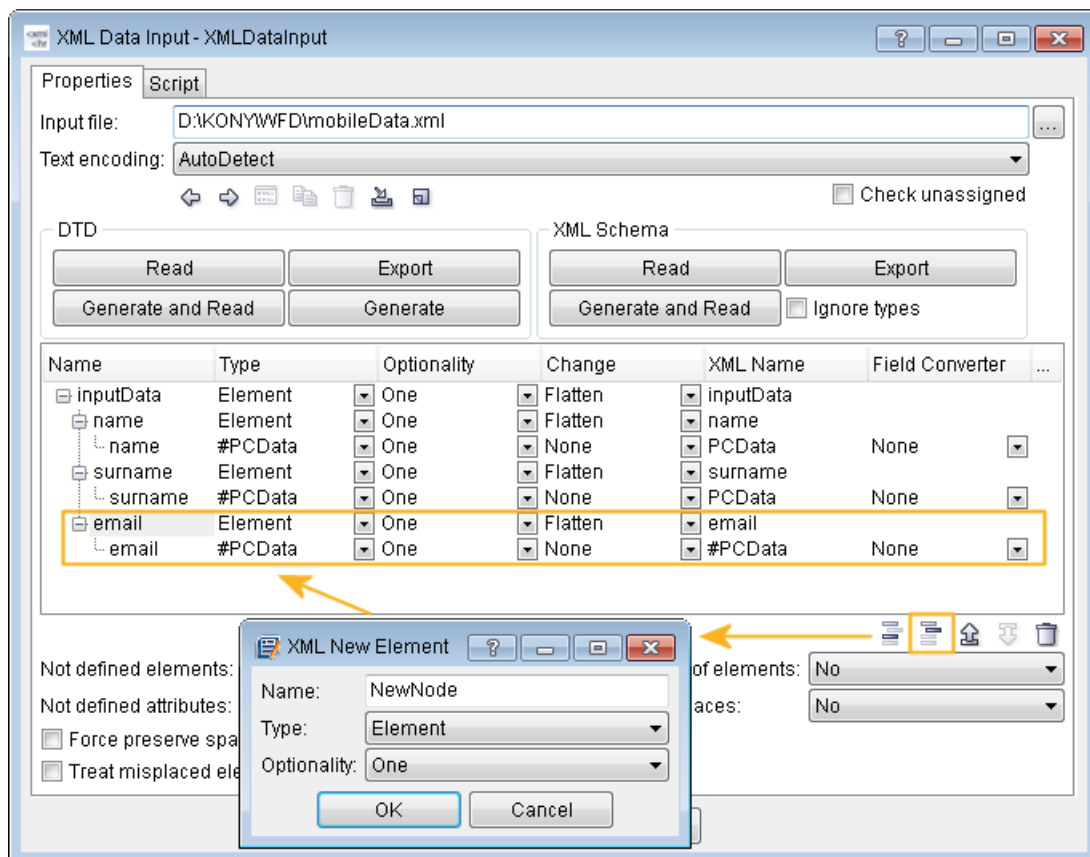 XML Data Input - XMLDataInput
Properties Script
Input file: D:\KONY\WFD\mobileData.xml ...
Text encoding: AutoDetect
Check unassigned
DTD XML Schema
Read Export Read Export
Generate and Read Generate Generate and Read Ignore types
Name Type Optionality Change XML Name Field Converter ...
inputData Element One Flatten inputData
name Element One Flatten name
name #PCData One None PCData None
surname Element One Flatten surname
surname #PCData One None PCData None
email Element One Flatten email
email #PCData One None #PCData None
XML New Element
Not defined elements: of elements: No
Name: NewNode
Not defined attributes: aces: No
Type: Element
Force preserve spa
Optionality: One
Treat misplaced ele
OK Cancel